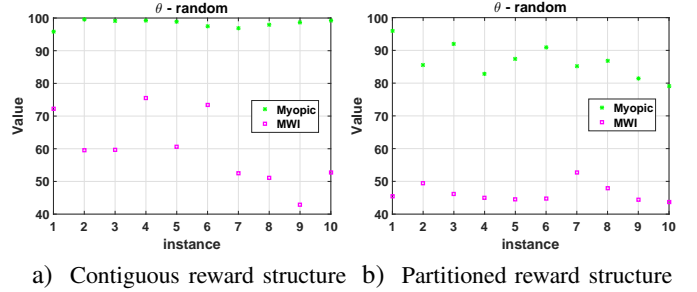 θ - random
100
90
80
70
60
50
40
Value
Myopic
MWI
1 2 3 4 5 6 7 8 9 10
instance
a) Contiguous reward structure
θ - random
100
90
80
70
60
50
40
Value
Myopic
MWI
1 2 3 4 5 6 7 8 9 10
instance
b) Partitioned reward structure